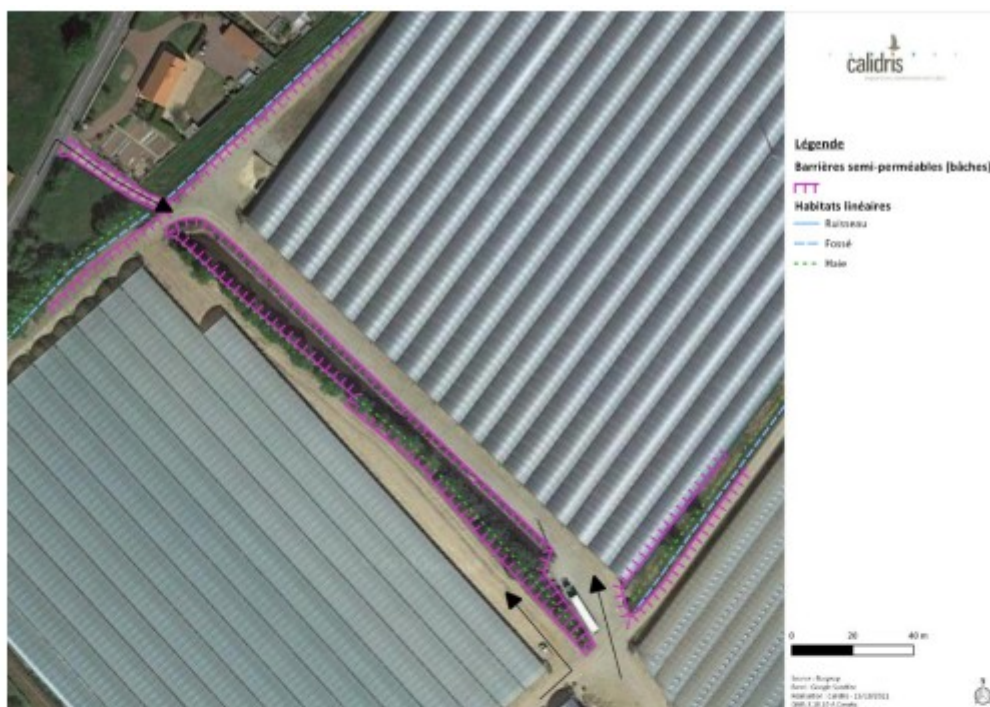 calidris
Légende
Barrières semi-perméables (bâches)
Habitats linéaires
Ruisseau
Fossé
Haie
0 20 40 m